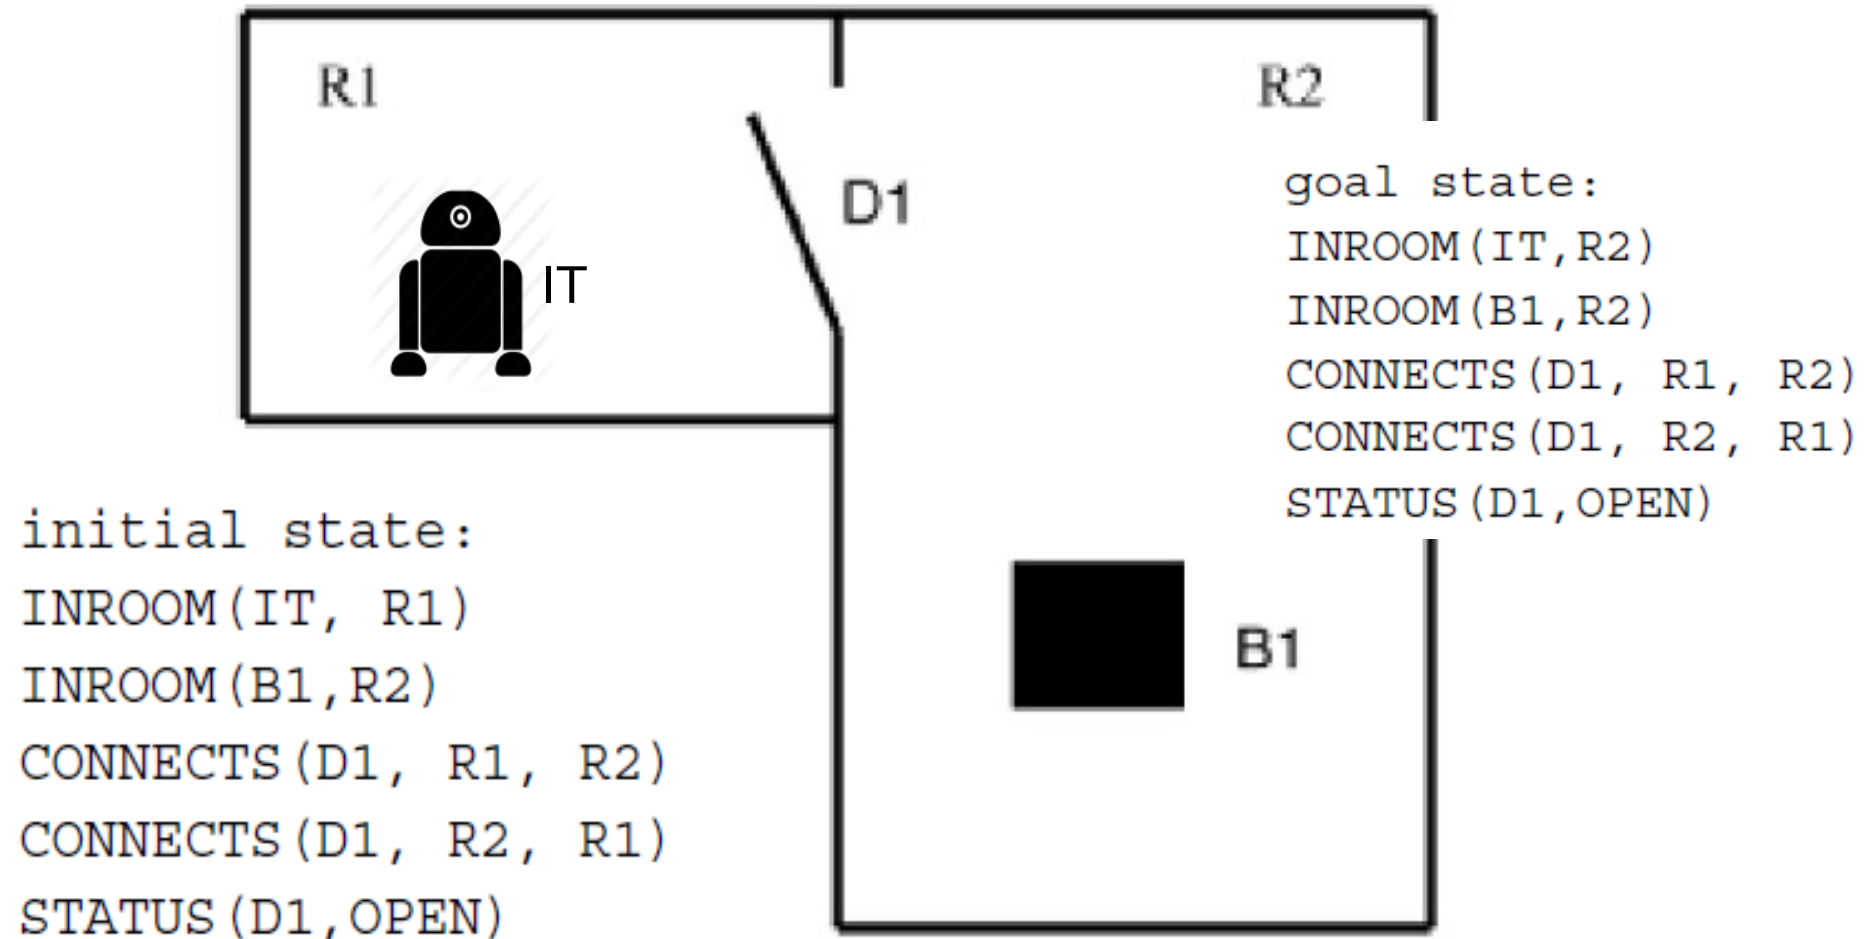 R1
R2
D1
IT
goal state:
INROOM(IT,R2)
INROOM(B1,R2)
CONNECTS(D1, R1, R2)
CONNECTS(D1, R2, R1)
STATUS(D1,OPEN)
B1
initial state:
INROOM(IT, R1)
INROOM(B1,R2)
CONNECTS(D1, R1, R2)
CONNECTS(D1, R2, R1)
STATUS(D1,OPEN)